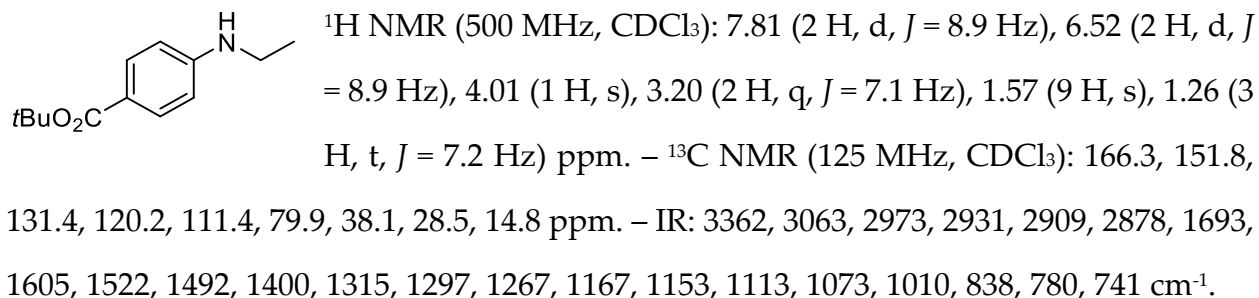 H
N
tBuO₂C
¹H NMR (500 MHz, CDCl₃): 7.81 (2 H, d, J = 8.9 Hz), 6.52 (2 H, d, J
= 8.9 Hz), 4.01 (1 H, s), 3.20 (2 H, q, J = 7.1 Hz), 1.57 (9 H, s), 1.26 (3
H, t, J = 7.2 Hz) ppm. – ¹³C NMR (125 MHz, CDCl₃): 166.3, 151.8,
131.4, 120.2, 111.4, 79.9, 38.1, 28.5, 14.8 ppm. – IR: 3362, 3063, 2973, 2931, 2909, 2878, 1693,
1605, 1522, 1492, 1400, 1315, 1297, 1267, 1167, 1153, 1113, 1073, 1010, 838, 780, 741 cm⁻¹.